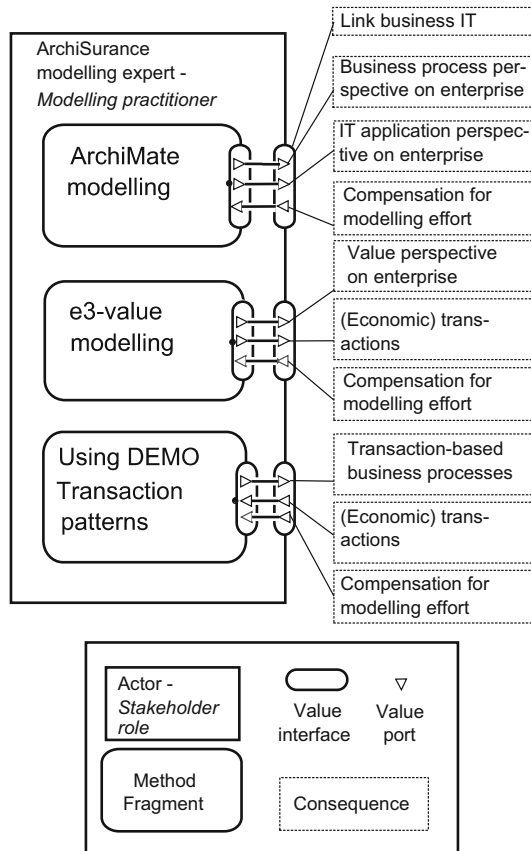 ArchiSurance
modelling expert -
Modelling practitioner
ArchiMate
modelling
Link business IT
Business process per-
spective on enterprise
IT application perspec-
tive on enterprise
Compensation for
modelling effort
e3-value
modelling
Value perspective
on enterprise
(Economic) trans-
actions
Compensation for
modelling effort
Using DEMO
Transaction
patterns
Transaction-based
business processes
(Economic) trans-
actions
Compensation for
modelling effort
Actor -
Stakeholder
role
Value
interface
Value
port
Method
Fragment
Consequence